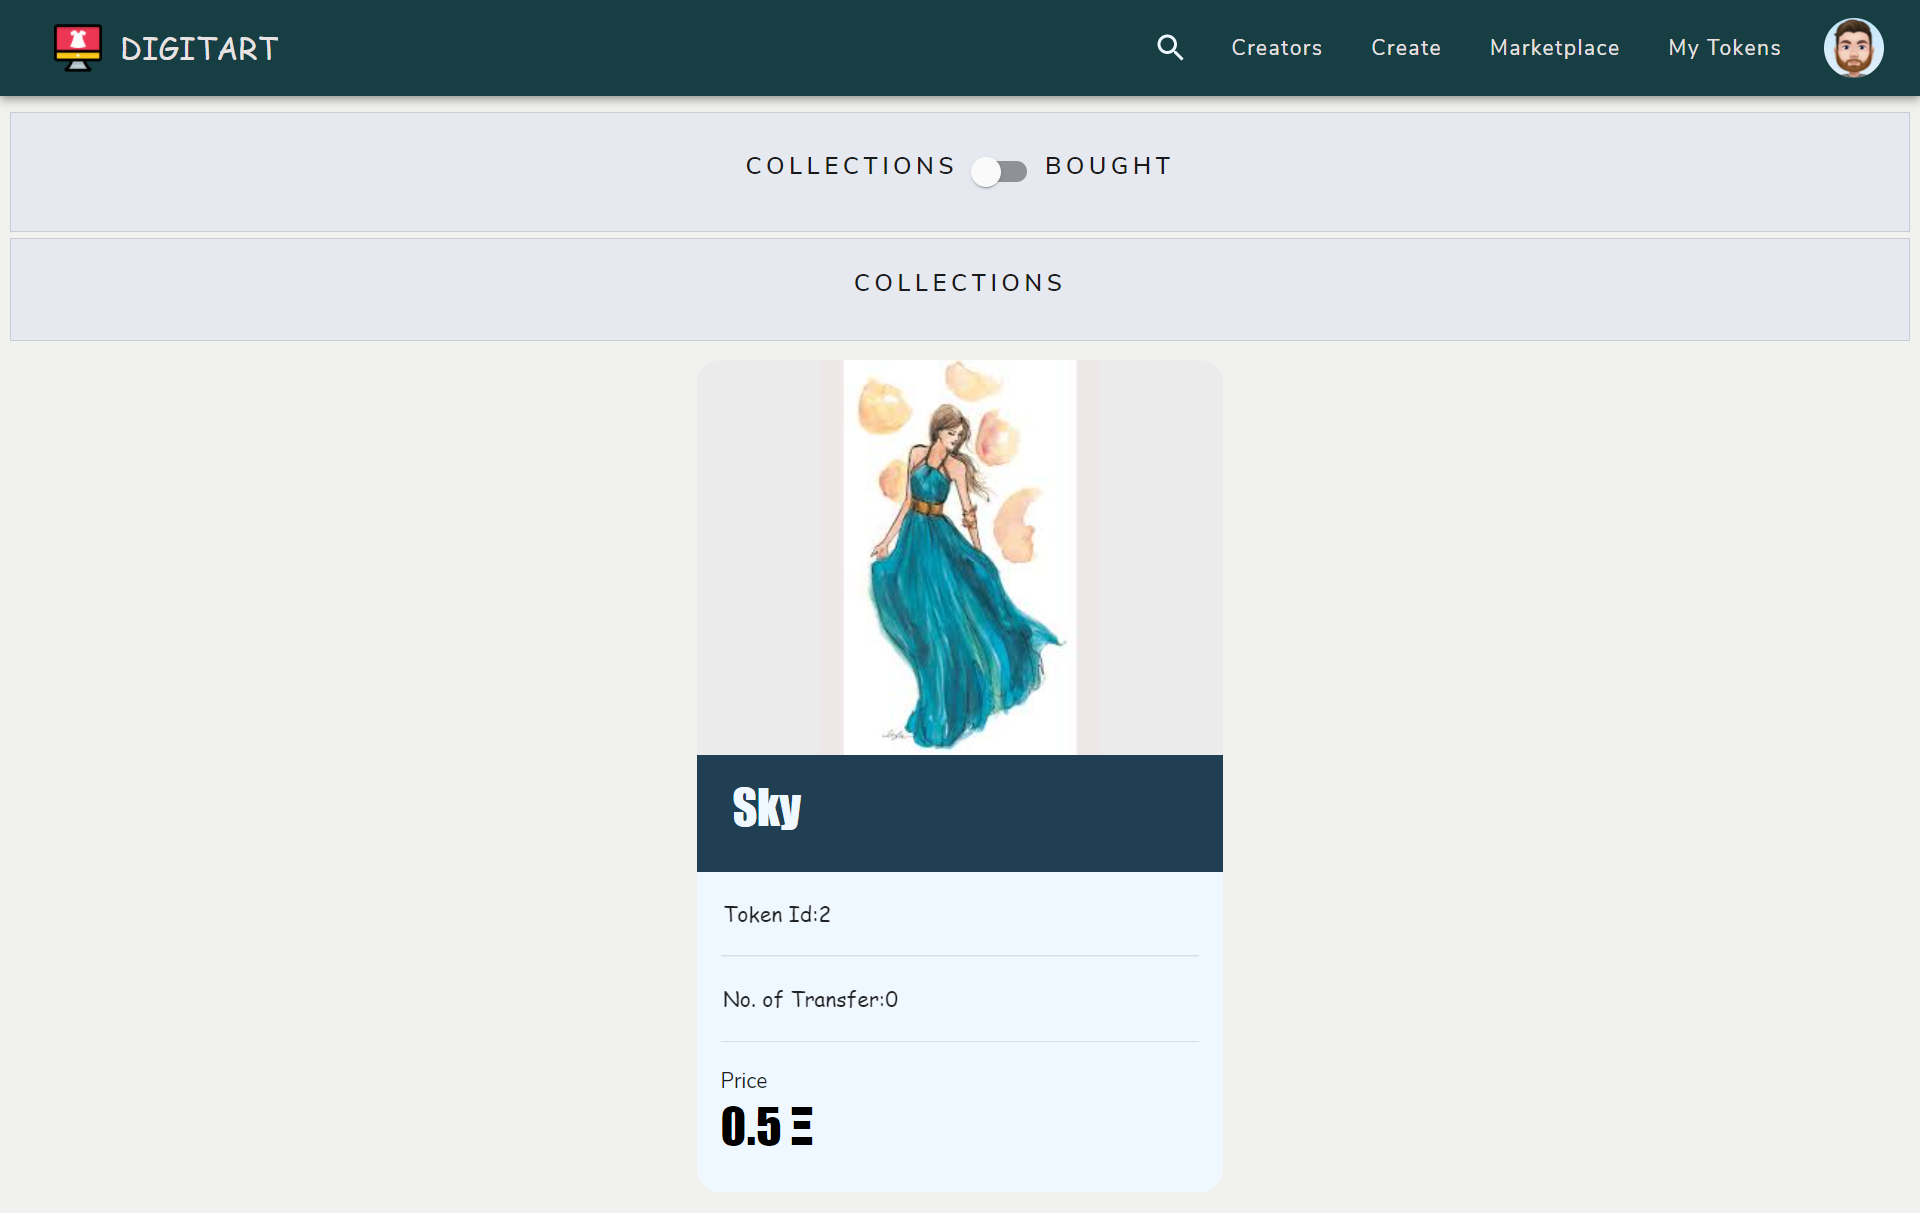 DIGITART
Creators
Create
Marketplace
My Tokens
COLLECTIONS
BOUGHT
COLLECTIONS
Sky
Token Id:2
No. of Transfer:0
Price
0.5 Ξ